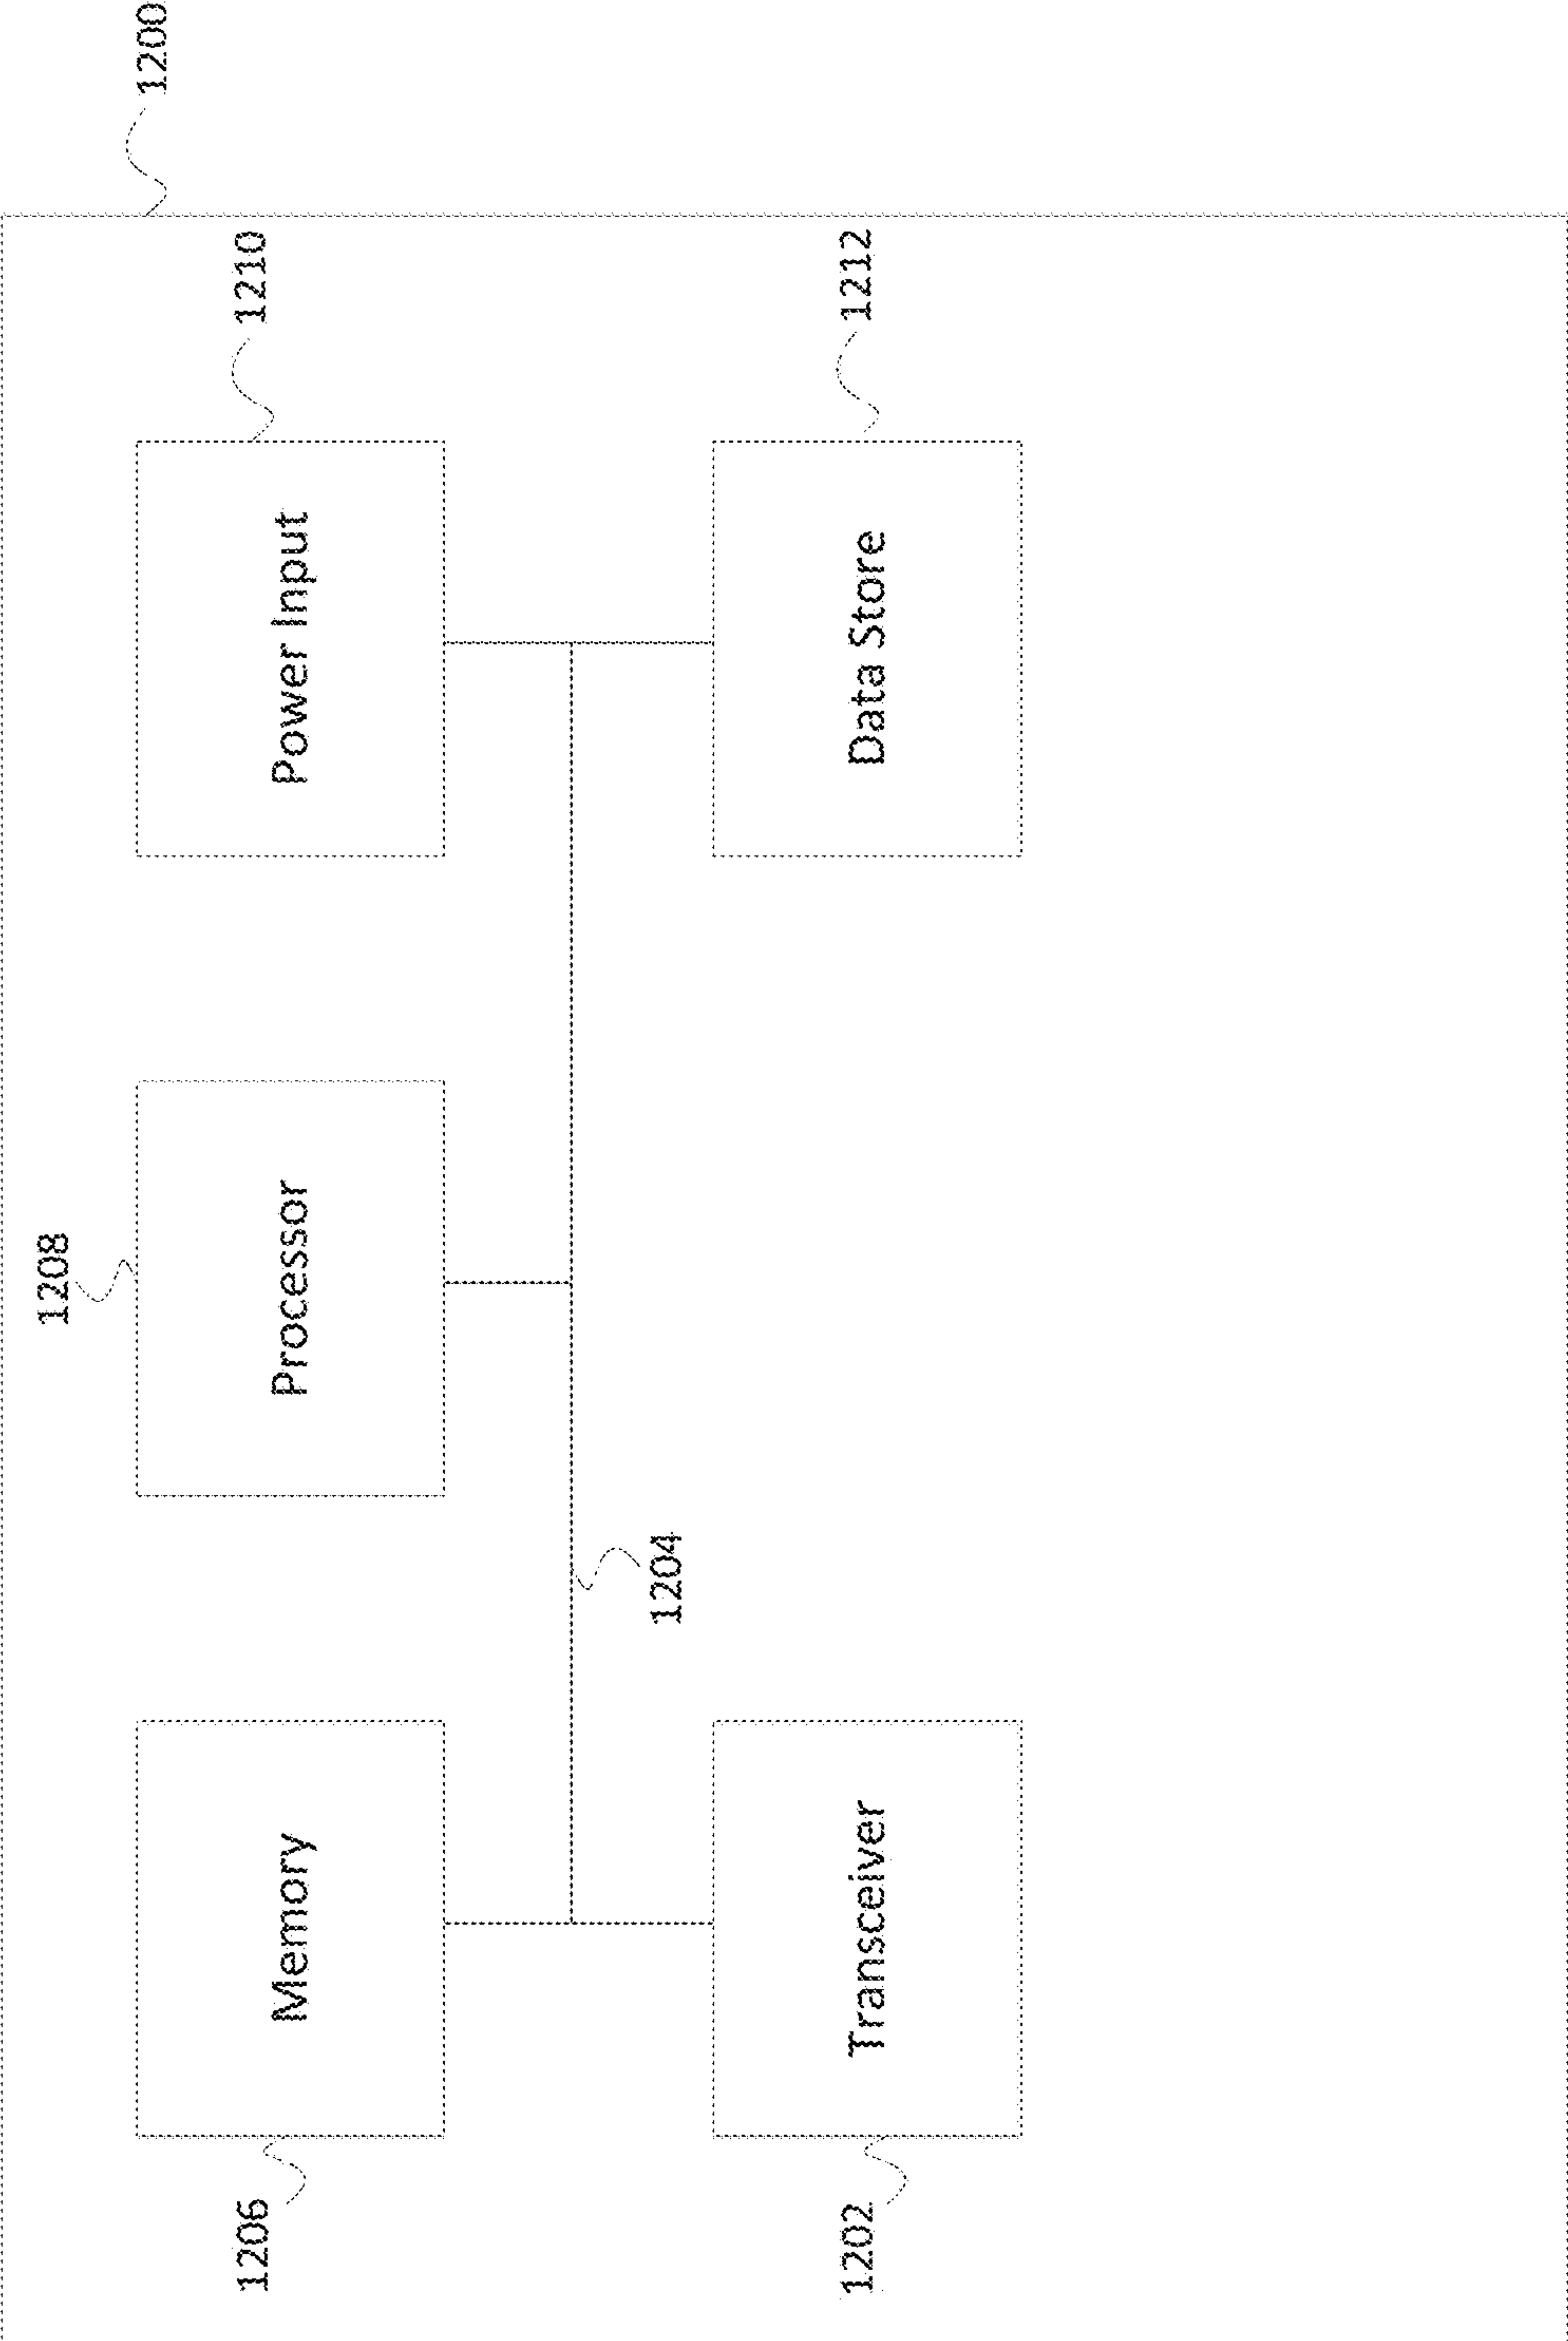 1200
1208
1206
Memory
Processor
Power Input
1210
1204
1202
Transceiver
Data Store
1212